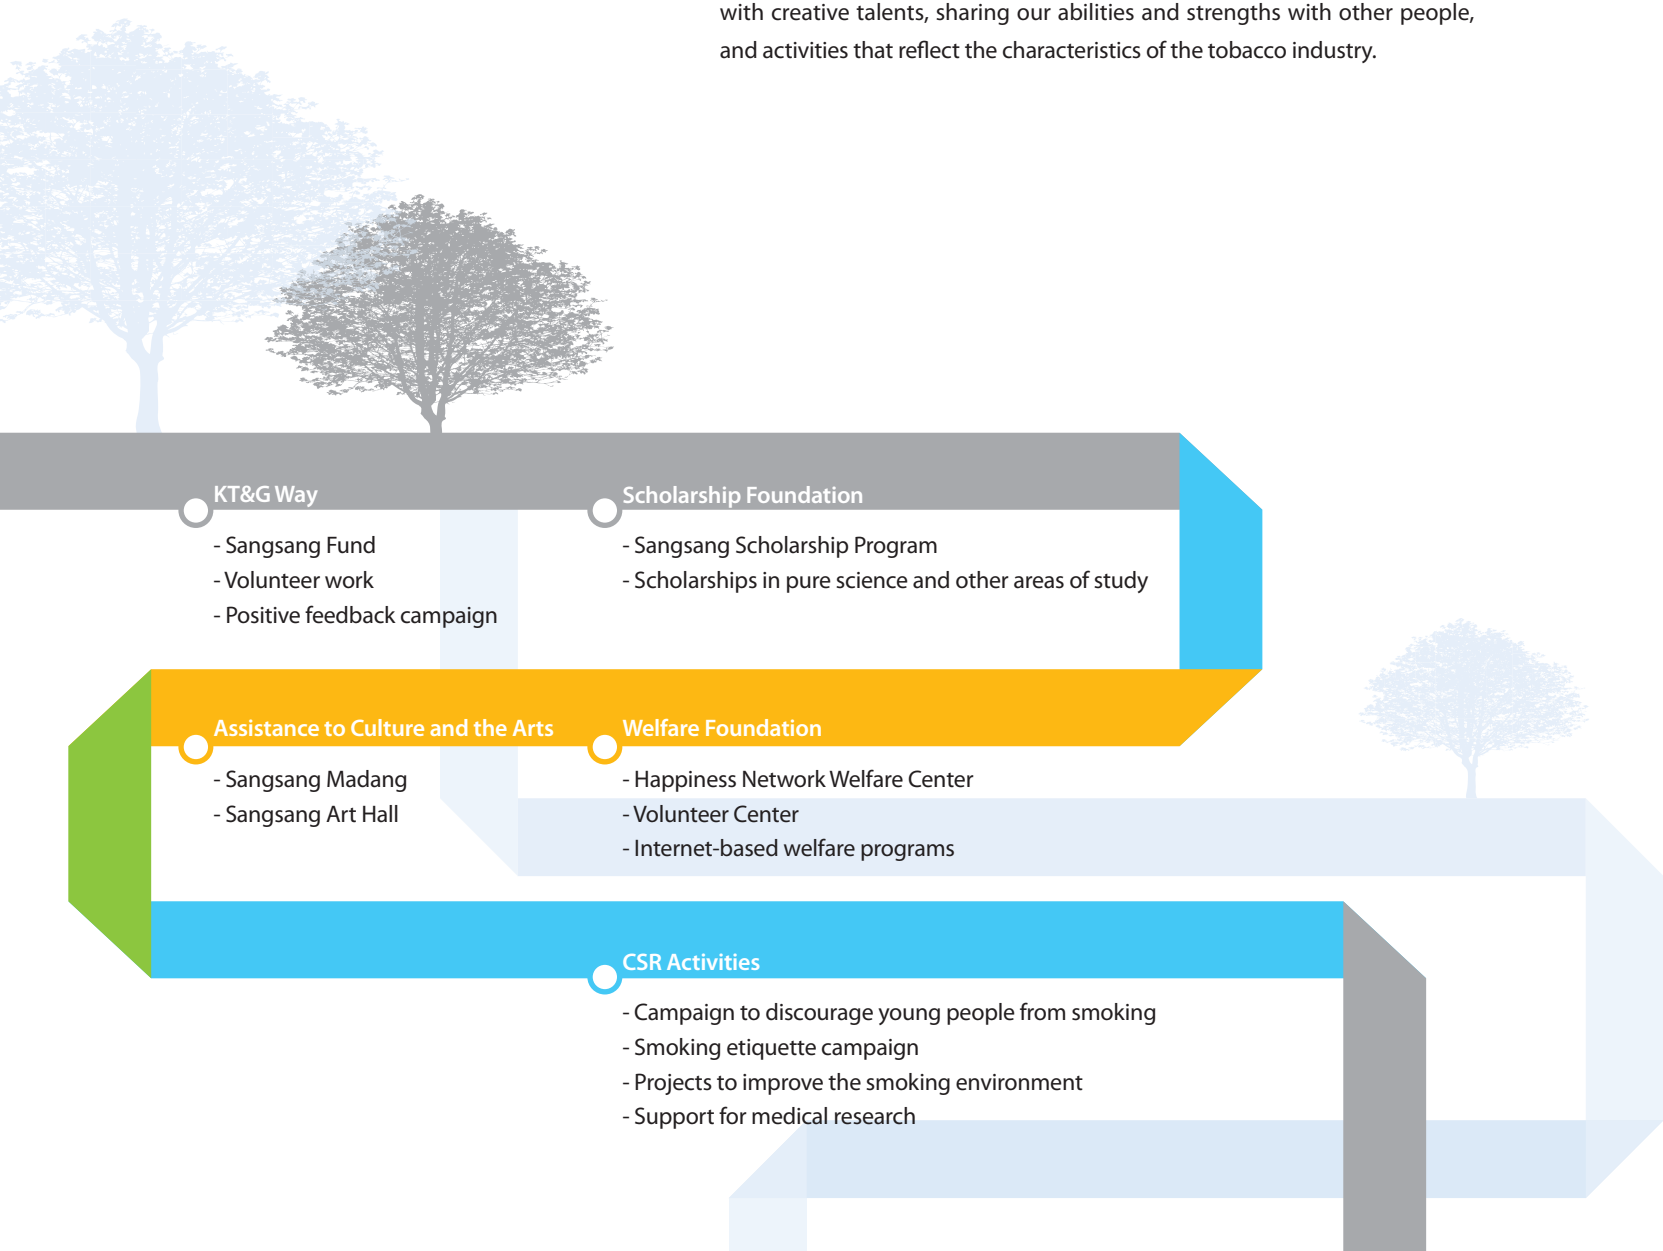 with creative talents, sharing our abilities and strengths with other people,
and activities that reflect the characteristics of the tobacco industry.
KT&G Way
- Sangsang Fund
- Volunteer work
- Positive feedback campaign
Scholarship Foundation
- Sangsang Scholarship Program
- Scholarships in pure science and other areas of study
Assistance to Culture and the Arts
- Sangsang Madang
- Sangsang Art Hall
Welfare Foundation
- Happiness Network Welfare Center
- Volunteer Center
- Internet-based welfare programs
CSR Activities
- Campaign to discourage young people from smoking
- Smoking etiquette campaign
- Projects to improve the smoking environment
- Support for medical research